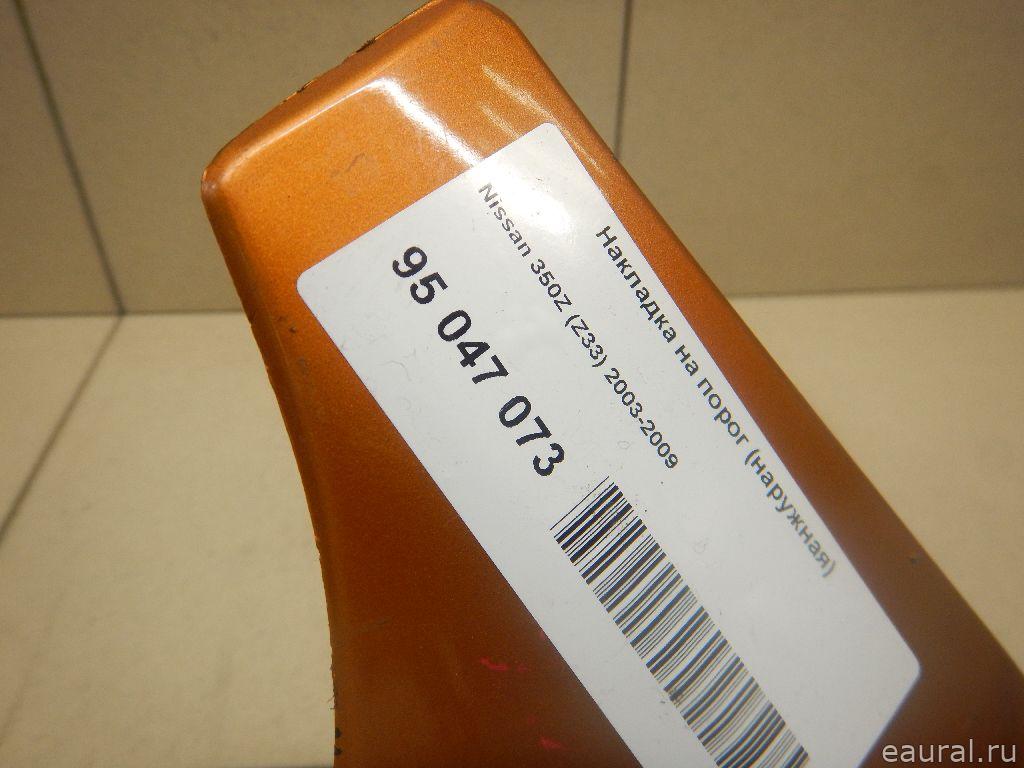 Накладка на порог (наружная)
Nissan 350Z (Z33) 2003-2009
95 047 073
eaural.ru